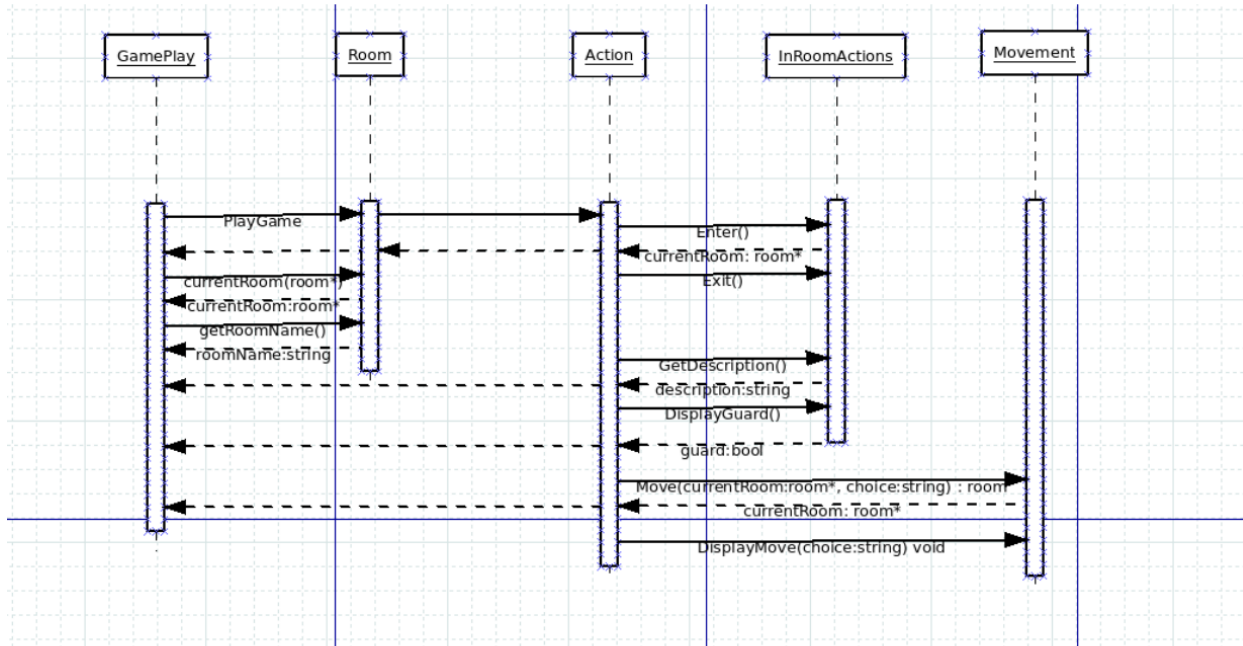 GamePlay
Room
Action
InRoomActions
Movement
PlayGame
Enter()
currentRoom: room*
Exit()
currentRoom(room*)
currentRoom:room*
getRoomName()
roomName:string
GetDescription()
description:string
DisplayGuard()
guard:bool
Move(currentRoom:room*, choice:string) : room
currentRoom: room*
DisplayMove(choice:string) void